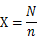 X = N/n